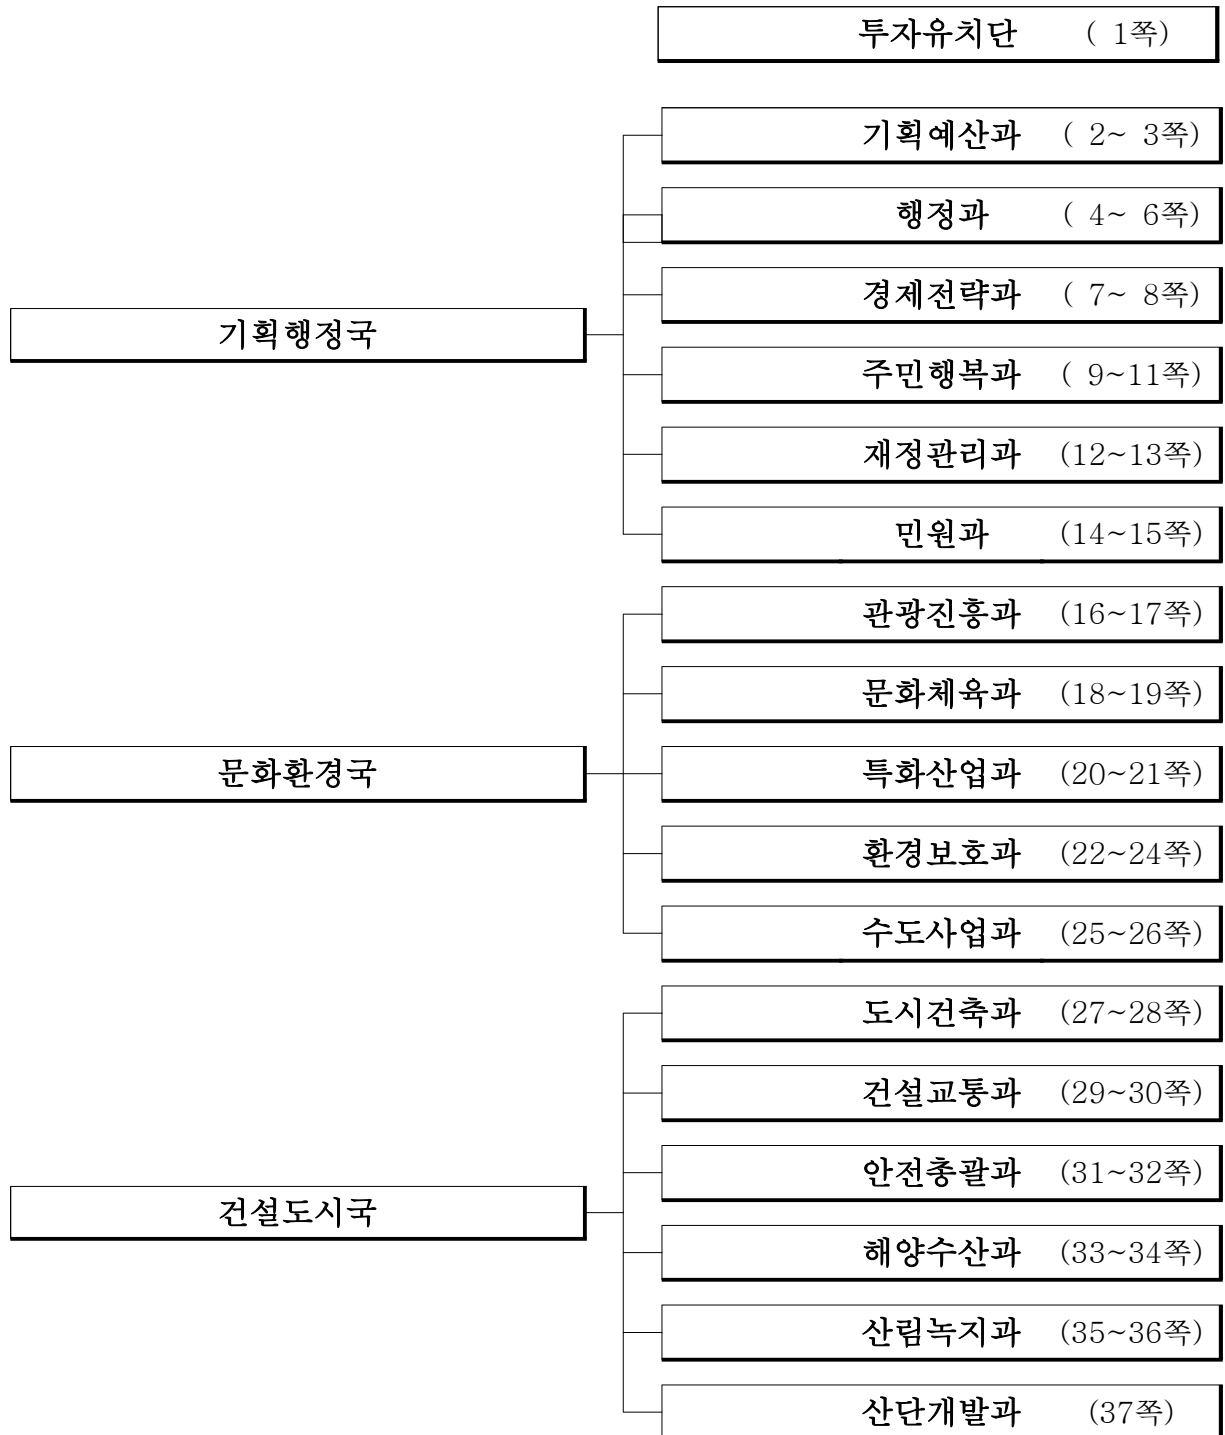 투자유치단 ( 1쪽)
기획행정국
기획예산과 ( 2~ 3쪽)
행정과 ( 4~ 6쪽)
경제전략과 ( 7~ 8쪽)
주민행복과 ( 9~11쪽)
재정관리과 (12~13쪽)
민원과 (14~15쪽)
문화환경국
관광진흥과 (16~17쪽)
문화체육과 (18~19쪽)
특화산업과 (20~21쪽)
환경보호과 (22~24쪽)
수도사업과 (25~26쪽)
건설도시국
도시건축과 (27~28쪽)
건설교통과 (29~30쪽)
안전총괄과 (31~32쪽)
해양수산과 (33~34쪽)
산림녹지과 (35~36쪽)
산단개발과 (37쪽)